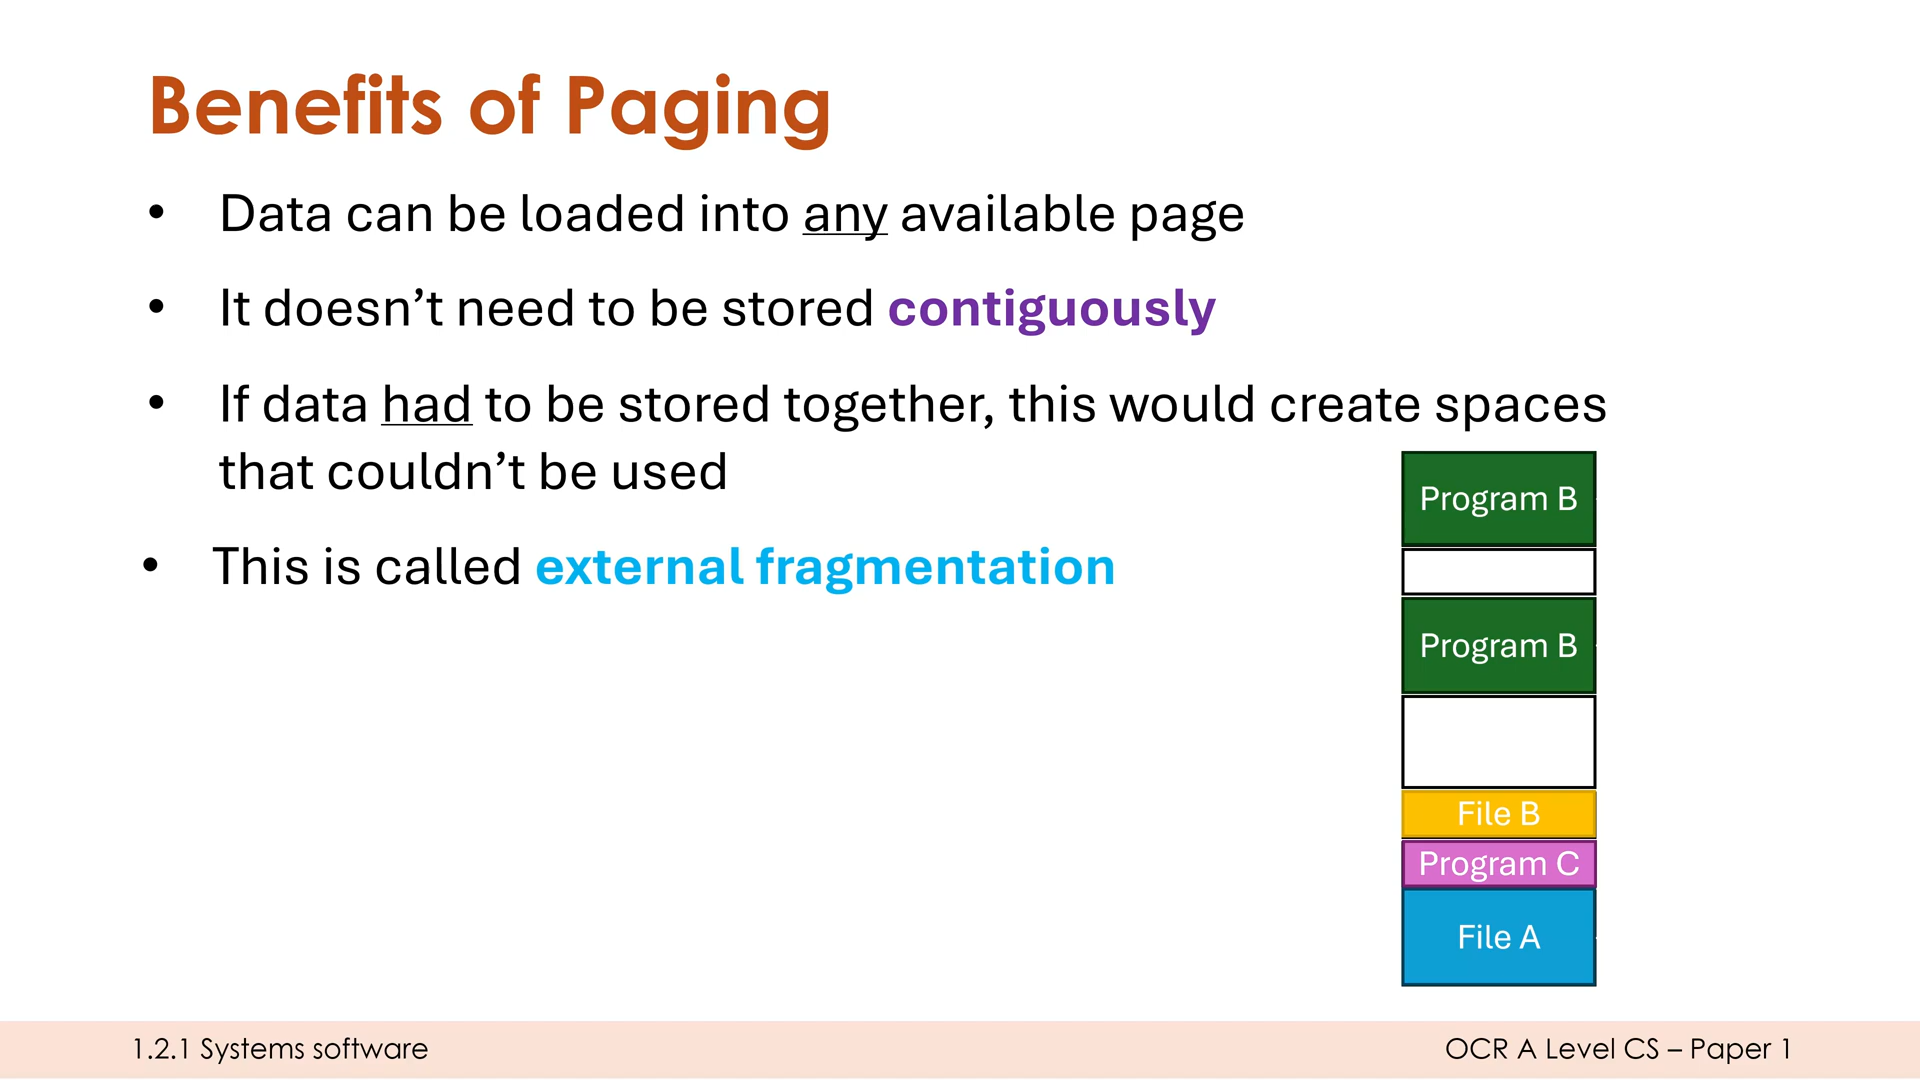 Benefits of Paging
• Data can be loaded into any available page
• It doesn’t need to be stored contiguously
• If data had to be stored together, this would create spaces
that couldn’t be used
• This is called external fragmentation
Program B
Program B
File B
Program C
File A
1.2.1 Systems software
OCR A Level CS – Paper 1